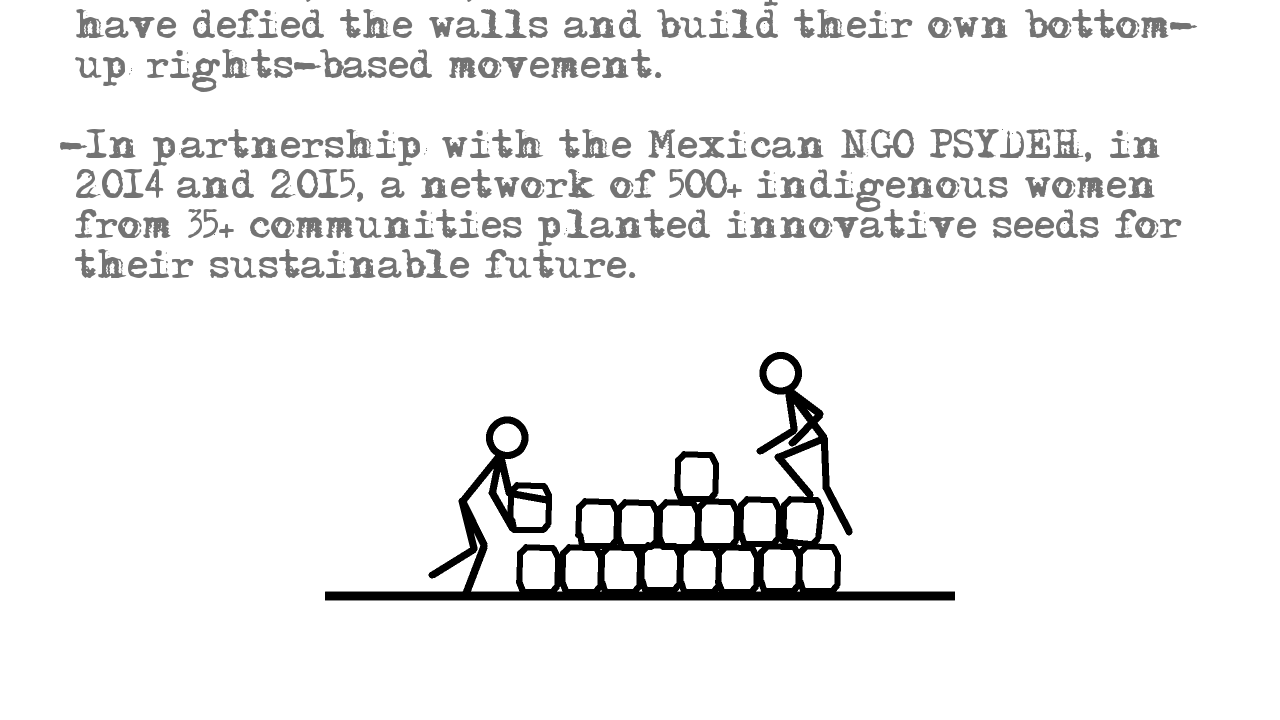 have defied the walls and build their own bottom-
up rights-based movement.
-In partnership with the Mexican NGO PSYDEH, in
2014 and 2015, a network of 500+ indigenous women
from 35+ communities planted innovative seeds for
their sustainable future.